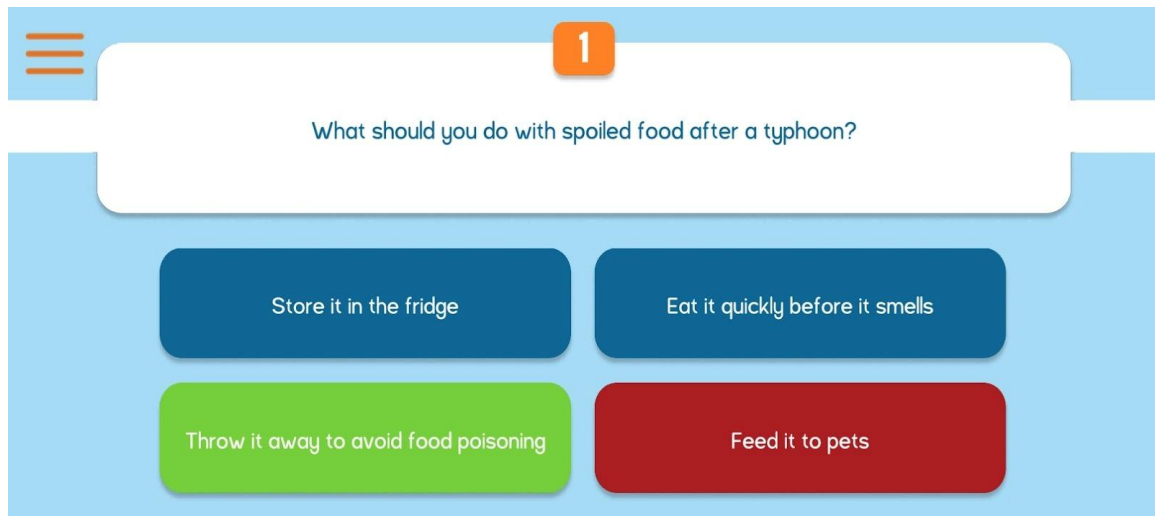 1
What should you do with spoiled food after a typhoon?
Store it in the fridge
Eat it quickly before it smells
Throw it away to avoid food poisoning
Feed it to pets